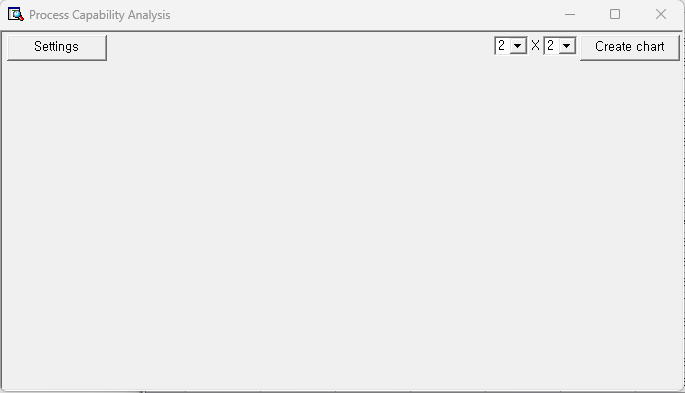 Process Capability Analysis
Settings
2 X 2 Create chart